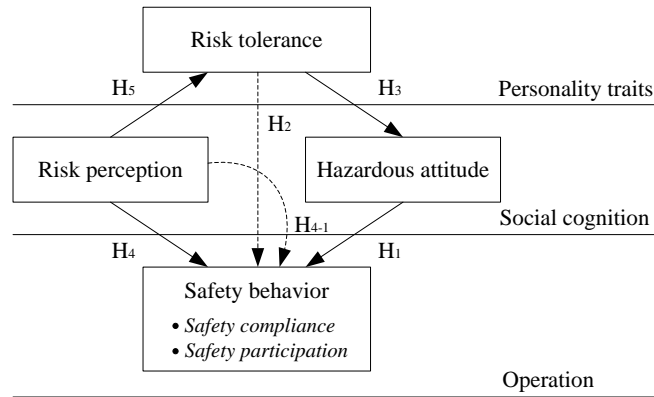 Risk tolerance
H5
H3
Personality traits
H2
Risk perception
Hazardous attitude
H4-1
Social cognition
H4
H1
Safety behavior
• Safety compliance
• Safety participation
Operation